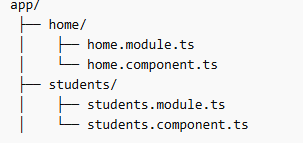 app/
├── home/
│   ├── home.module.ts
│   └── home.component.ts
├── students/
│   ├── students.module.ts
│   └── students.component.ts